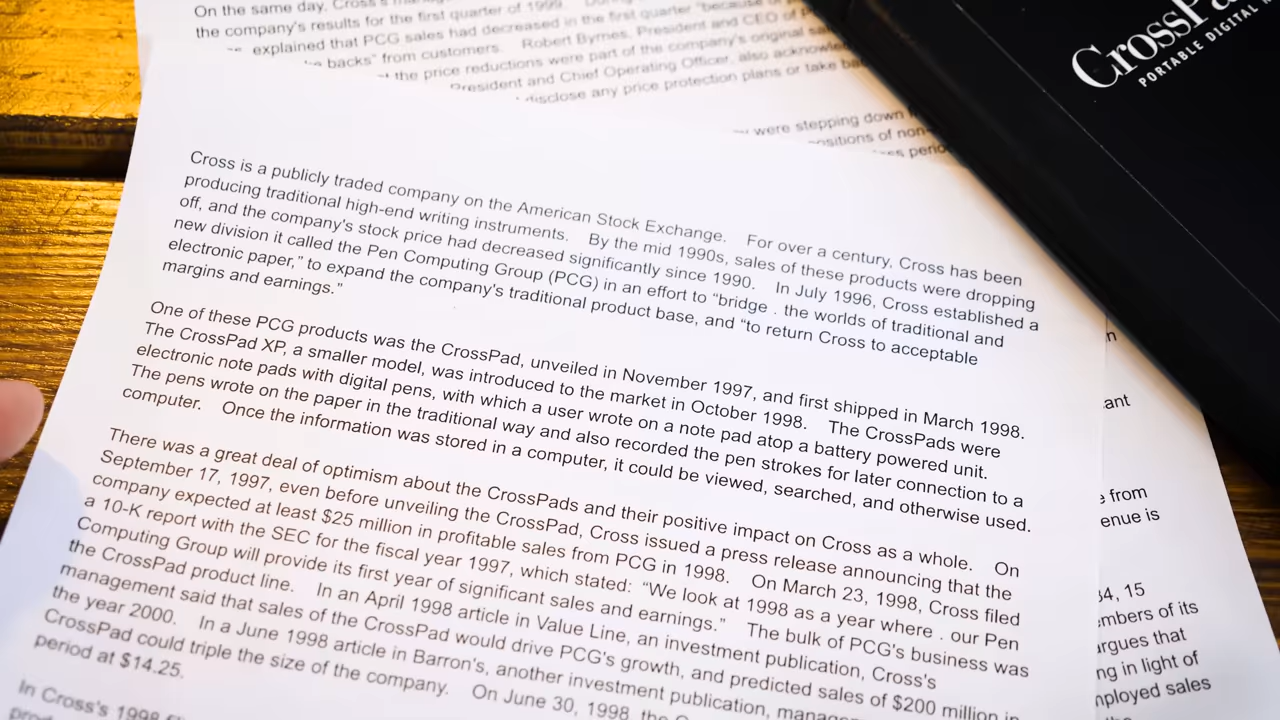 On the same day, Cross's
the company's results for the first quarter of 1999
explained that PCG sales had decreased in the first quarter "because of
backs" from customers. Robert Byrnes, President and CEO of
the price reductions were part of the company's original
President and Chief Operating Officer, also
disclose any price protection plans or take
were stepping down
of non-
CrossPa
PORTABLE DIGITAL
Cross is a publicly traded company on the American Stock Exchange. For over a century, Cross has been
producing traditional high-end writing instruments. By the mid 1990s, sales of these products were dropping
off, and the company's stock price had decreased significantly since 1990. In July 1996, Cross established a
new division it called the Pen Computing Group (PCG) in an effort to "bridge . the worlds of traditional and
electronic paper," to expand the company's traditional product base, and "to return Cross to acceptable
margins and earnings."
One of these PCG products was the CrossPad, unveiled in November 1997, and first shipped in March 1998.
The CrossPad XP, a smaller model, was introduced to the market in October 1998. The CrossPads were
electronic note pads with digital pens, with which a user wrote on a note pad atop a battery powered unit.
The pens wrote on the paper in the traditional way and also recorded the pen strokes for later connection to a
computer. Once the information was stored in a computer, it could be viewed, searched, and otherwise used.
There was a great deal of optimism about the CrossPads and their positive impact on Cross as a whole. On
September 17, 1997, even before unveiling the CrossPad, Cross issued a press release announcing that the
company expected at least $25 million in profitable sales from PCG in 1998. On March 23, 1998, Cross filed
a 10-K report with the SEC for the fiscal year 1997, which stated: "We look at 1998 as a year where . our Pen
Computing Group will provide its first year of significant sales and earnings." The bulk of PCG's business was
the CrossPad product line. In an April 1998 article in Value Line, an investment publication, Cross's
management said that sales of the CrossPad would drive PCG's growth, and predicted sales of $200 million in
the year 2000. In a June 1998 article in Barron's, another investment publication,
CrossPad could triple the size of the company. On June 30, 1998, the
period at $14.25.
In Cross's 1998
from
enue is
34, 15
of its
argues that
in light of
sales